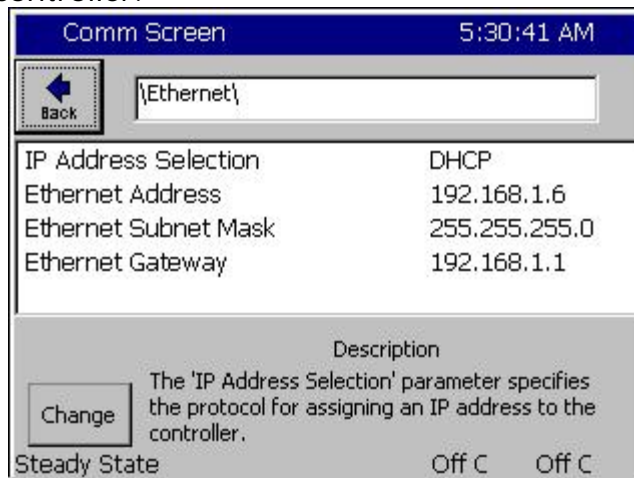 controller.
Comm Screen 5:30:41 AM
Back \Ethernet\
IP Address Selection DHCP
Ethernet Address 192.168.1.6
Ethernet Subnet Mask 255.255.255.0
Ethernet Gateway 192.168.1.1
Description
The 'IP Address Selection' parameter specifies
Change the protocol for assigning an IP address to the
controller.
Steady State Off C Off C